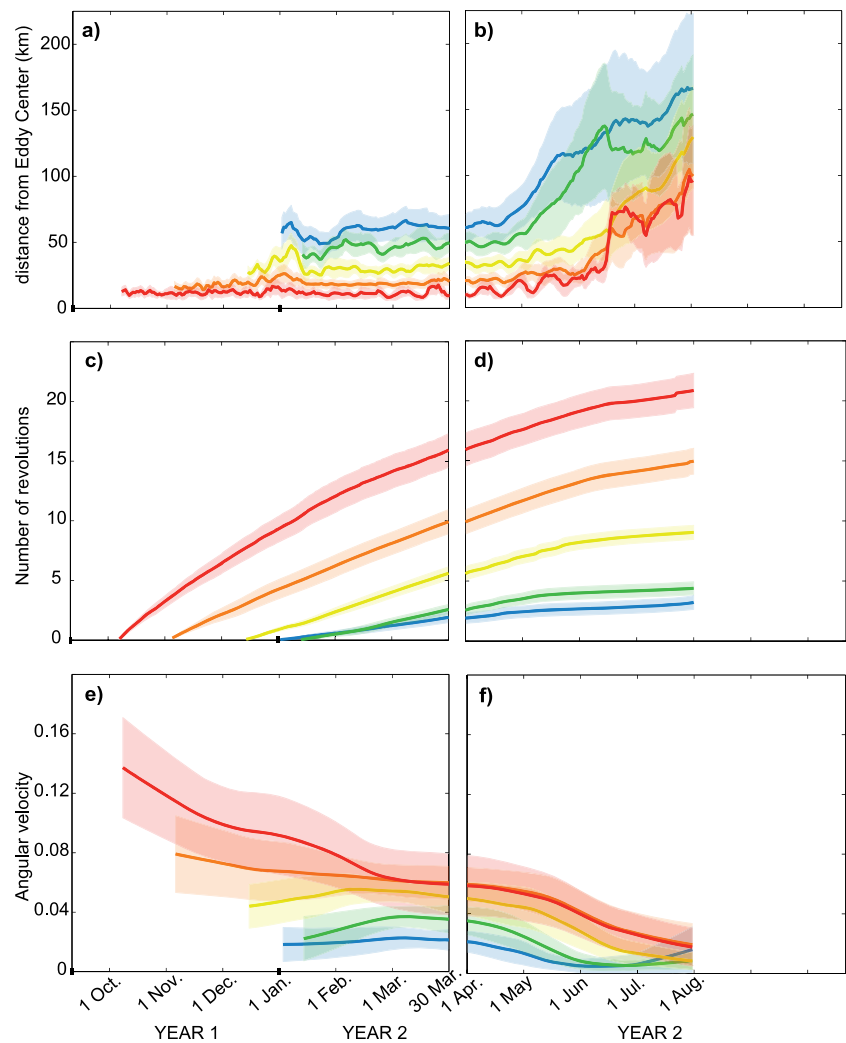 a)
b)
distance from Eddy Center (km)
200
150
100
50
0
c)
d)
Number of revolutions
20
15
10
5
0
e)
f)
Angular velocity
0.16
0.12
0.08
0.04
0
1 Oct. 1 Nov. 1 Dec. 1 Jan. 1 Feb. 1 Mar. 30 Mar. 1 Apr. 1 May 1 Jun 1 Jul. 1 Aug.
YEAR 1 YEAR 2 YEAR 2